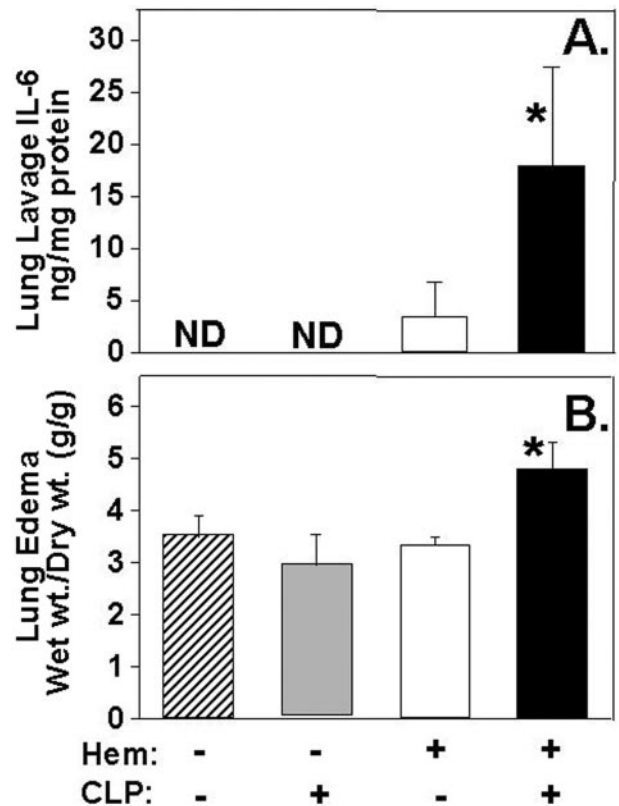 A.
Lung Lavage IL-6
ng/mg protein
30
25
20
15
10
5
0
ND
ND
*
B.
Lung Edema
Wet wt./Dry wt. (g/g)
6
5
4
3
2
1
0
*
Hem: - - + +
CLP: - + - +